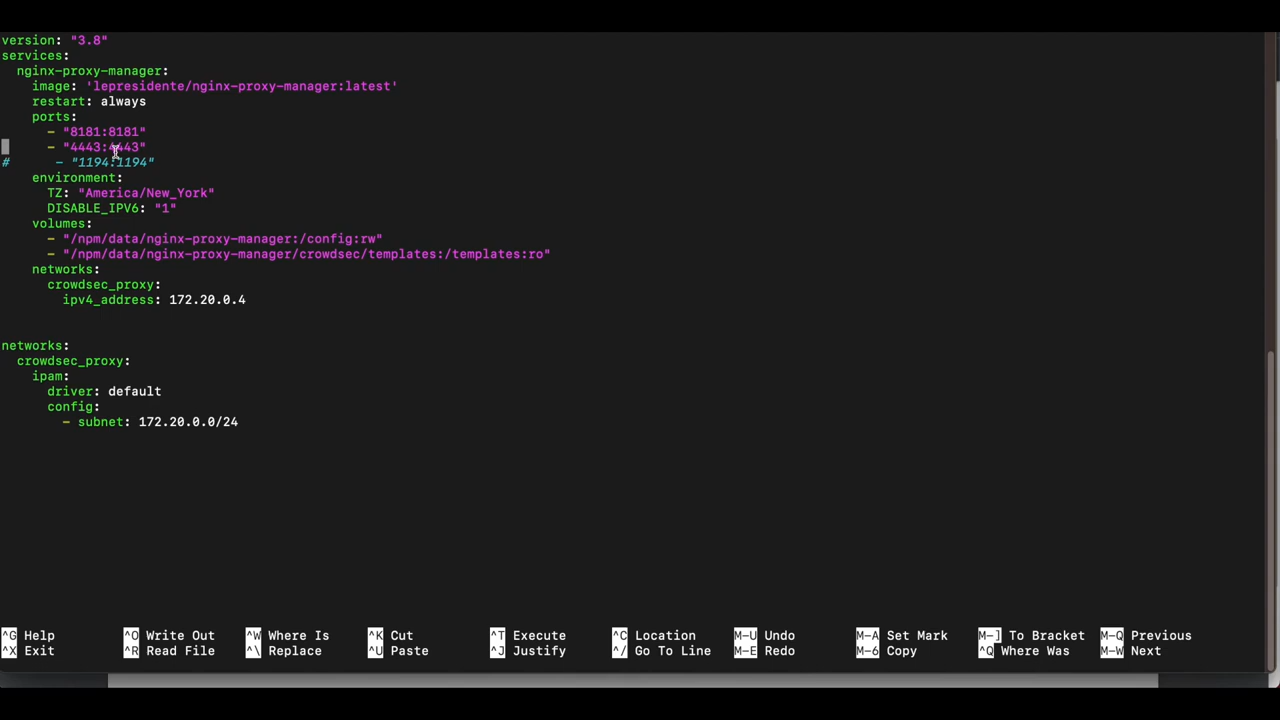 version: "3.8"
services:
  nginx-proxy-manager:
    image: 'lepresidente/nginx-proxy-manager:latest'
    restart: always
    ports:
      - "8181:8181"
      - "4443:4443"
#      - "1194:1194"
    environment:
      TZ: "America/New_York"
      DISABLE_IPV6: "1"
    volumes:
      - "/npm/data/nginx-proxy-manager:/config:rw"
      - "/npm/data/nginx-proxy-manager/crowdsec/templates:/templates:ro"
    networks:
      crowdsec_proxy:
        ipv4_address: 172.20.0.4
networks:
  crowdsec_proxy:
    ipam:
      driver: default
      config:
        - subnet: 172.20.0.0/24
^G Help ^O Write Out ^W Where Is ^K Cut ^T Execute ^C Location M-U Undo M-A Set Mark M-] To Bracket M-Q Previous
^X Exit ^R Read File ^\ Replace ^U Paste ^J Justify ^/ Go To Line M-E Redo M-6 Copy ^Q Where Was M-W Next